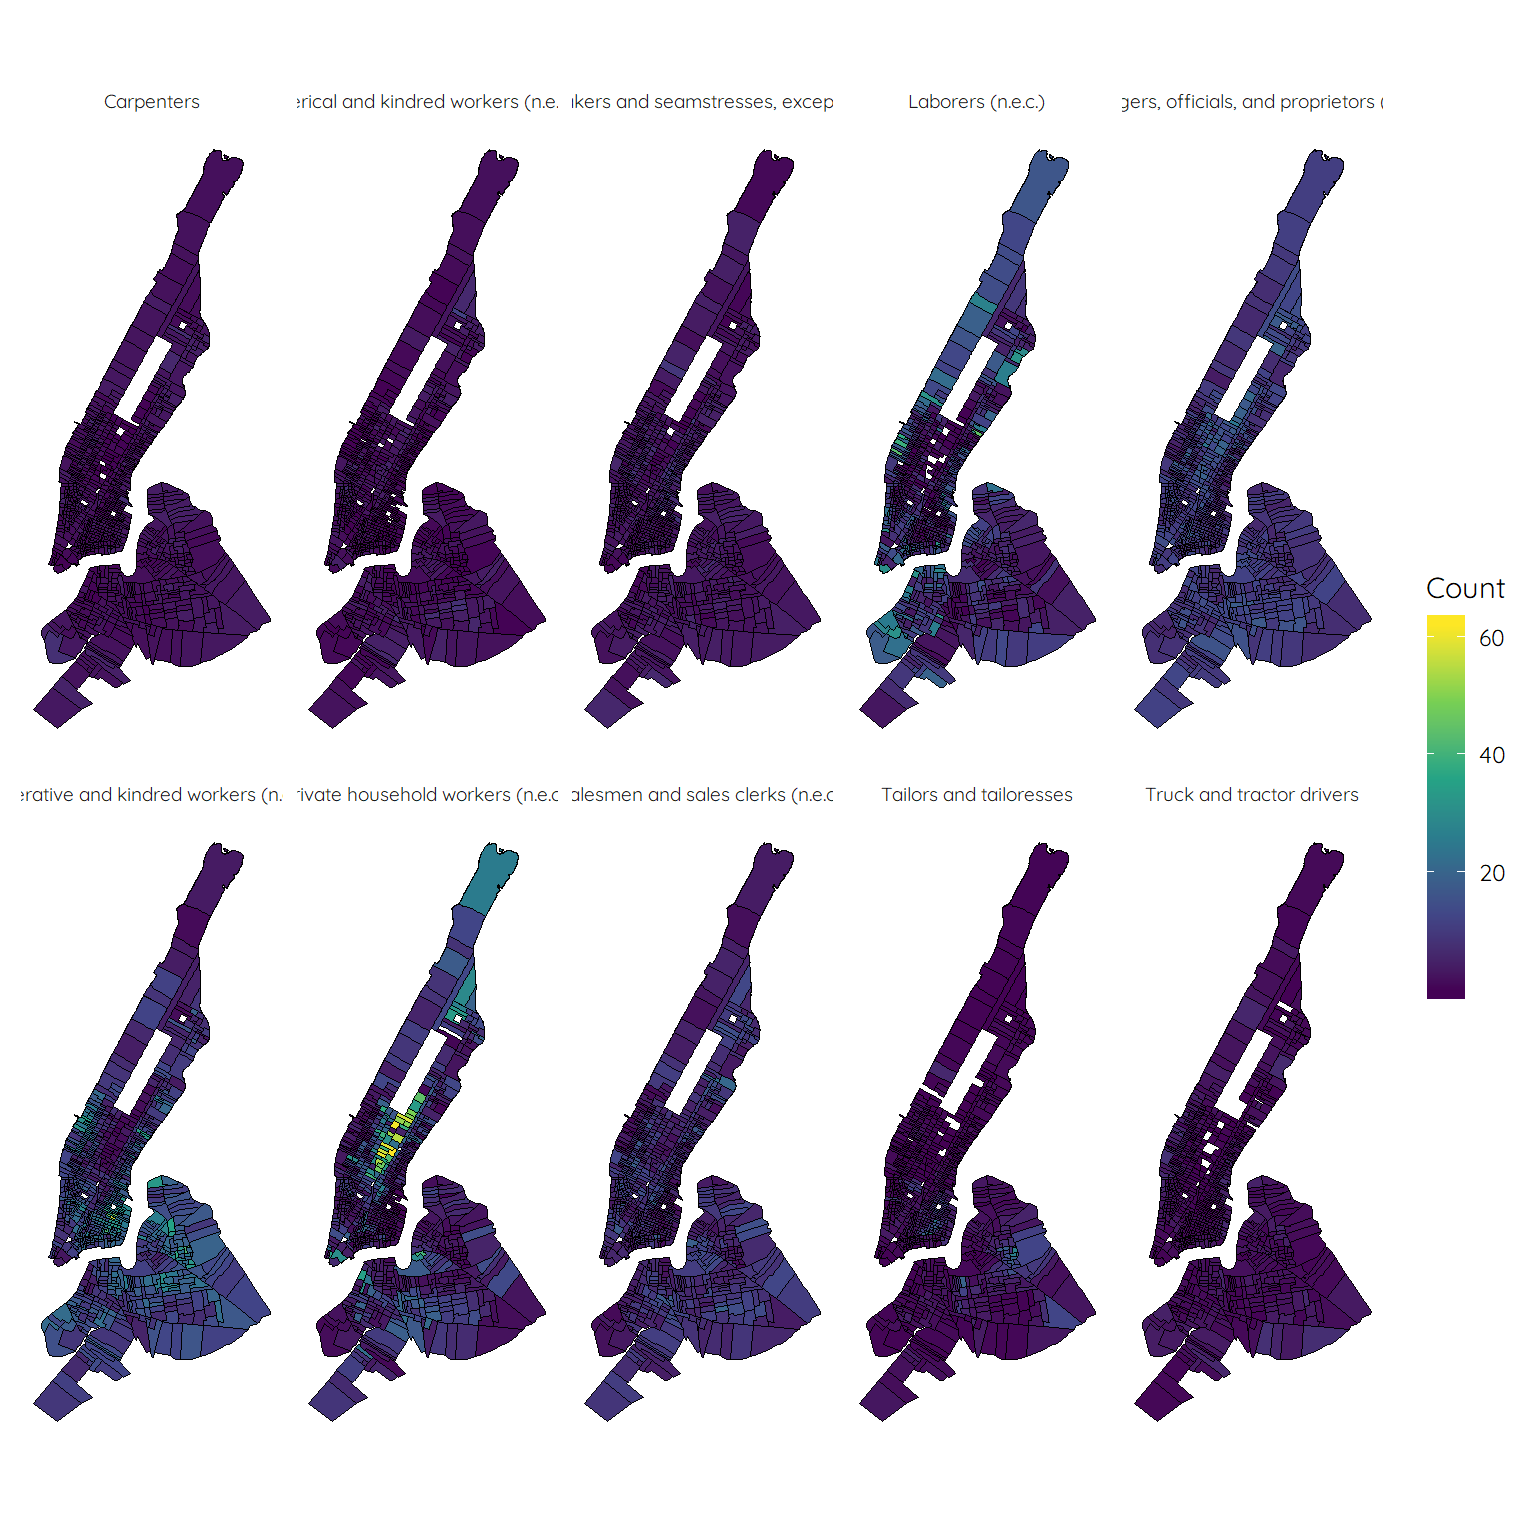 Carpenters
erical and kindred workers (n.e.
kers and seamstresses, excep
Laborers (n.e.c.)
gers, officials, and proprietors (
Count
60
40
20
erative and kindred workers (n.
rivate household workers (n.e.c
alesmen and sales clerks (n.e.c
Tailors and tailoresses
Truck and tractor drivers